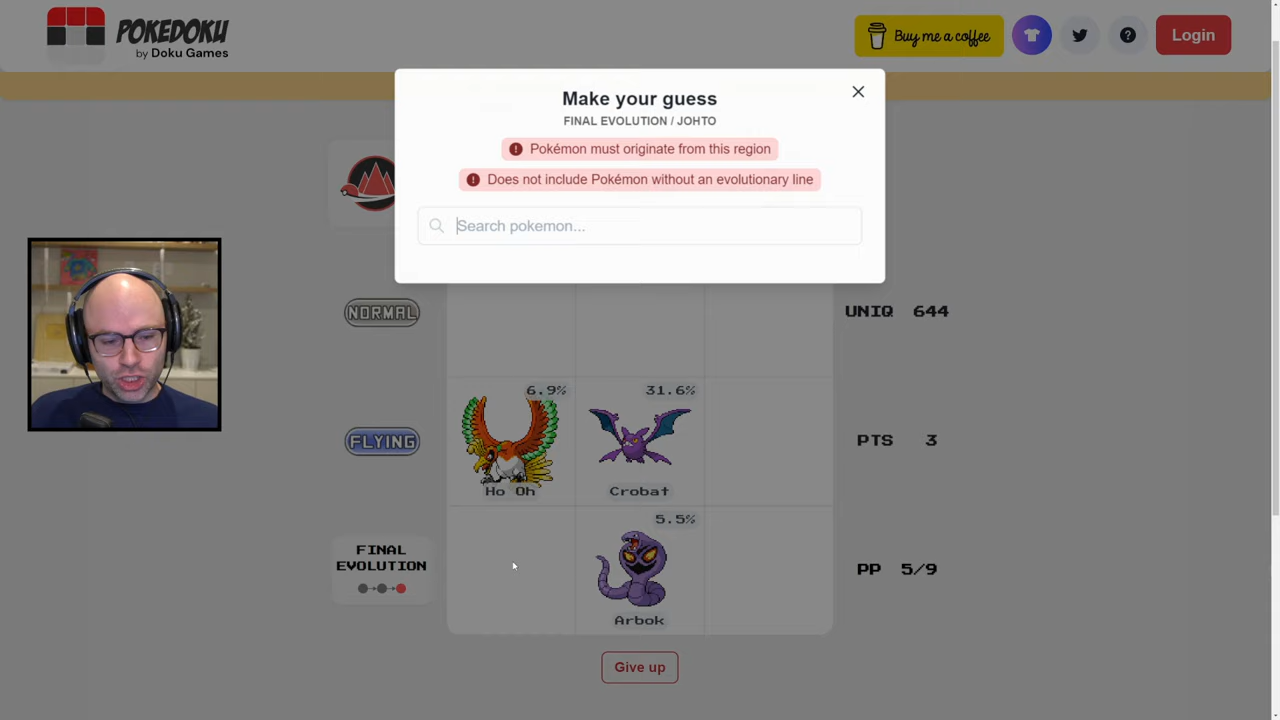 POKEDOKU
by Doku Games
Buy me a coffee
Login
Make your guess
FINAL EVOLUTION / JOHTO
Pokémon must originate from this region
Does not include Pokémon without an evolutionary line
Search pokemon...
NORMAL
UNIQ 644
6.9%
31.6%
FLYING
PTS 3
Ho Oh
Crobat
5.5%
FINAL
EVOLUTION
PP 5/9
Arbok
Give up